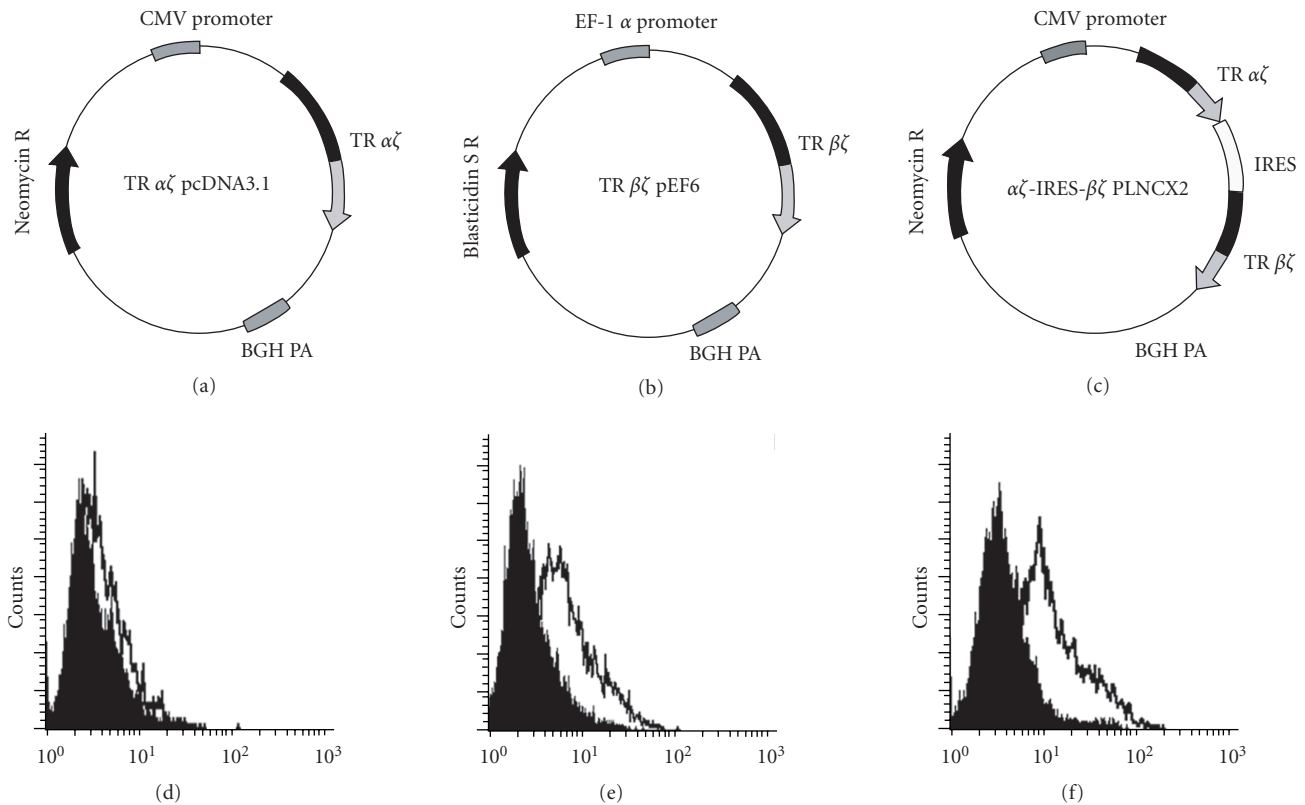 CMV promoter
TR αζ
Neomycin R
TR αζ pcDNA3.1
BGH PA
(a)
EF-1 α promoter
TR βζ
Blasticidin S R
TR βζ pEF6
BGH PA
(b)
CMV promoter
TR αζ
IRES
Neomycin R
αζ-IRES-βζ PLNCX2
TR βζ
BGH PA
(c)
Counts
10⁰ 10¹ 10² 10³
(d)
Counts
10⁰ 10¹ 10² 10³
(e)
Counts
10⁰ 10¹ 10² 10³
(f)